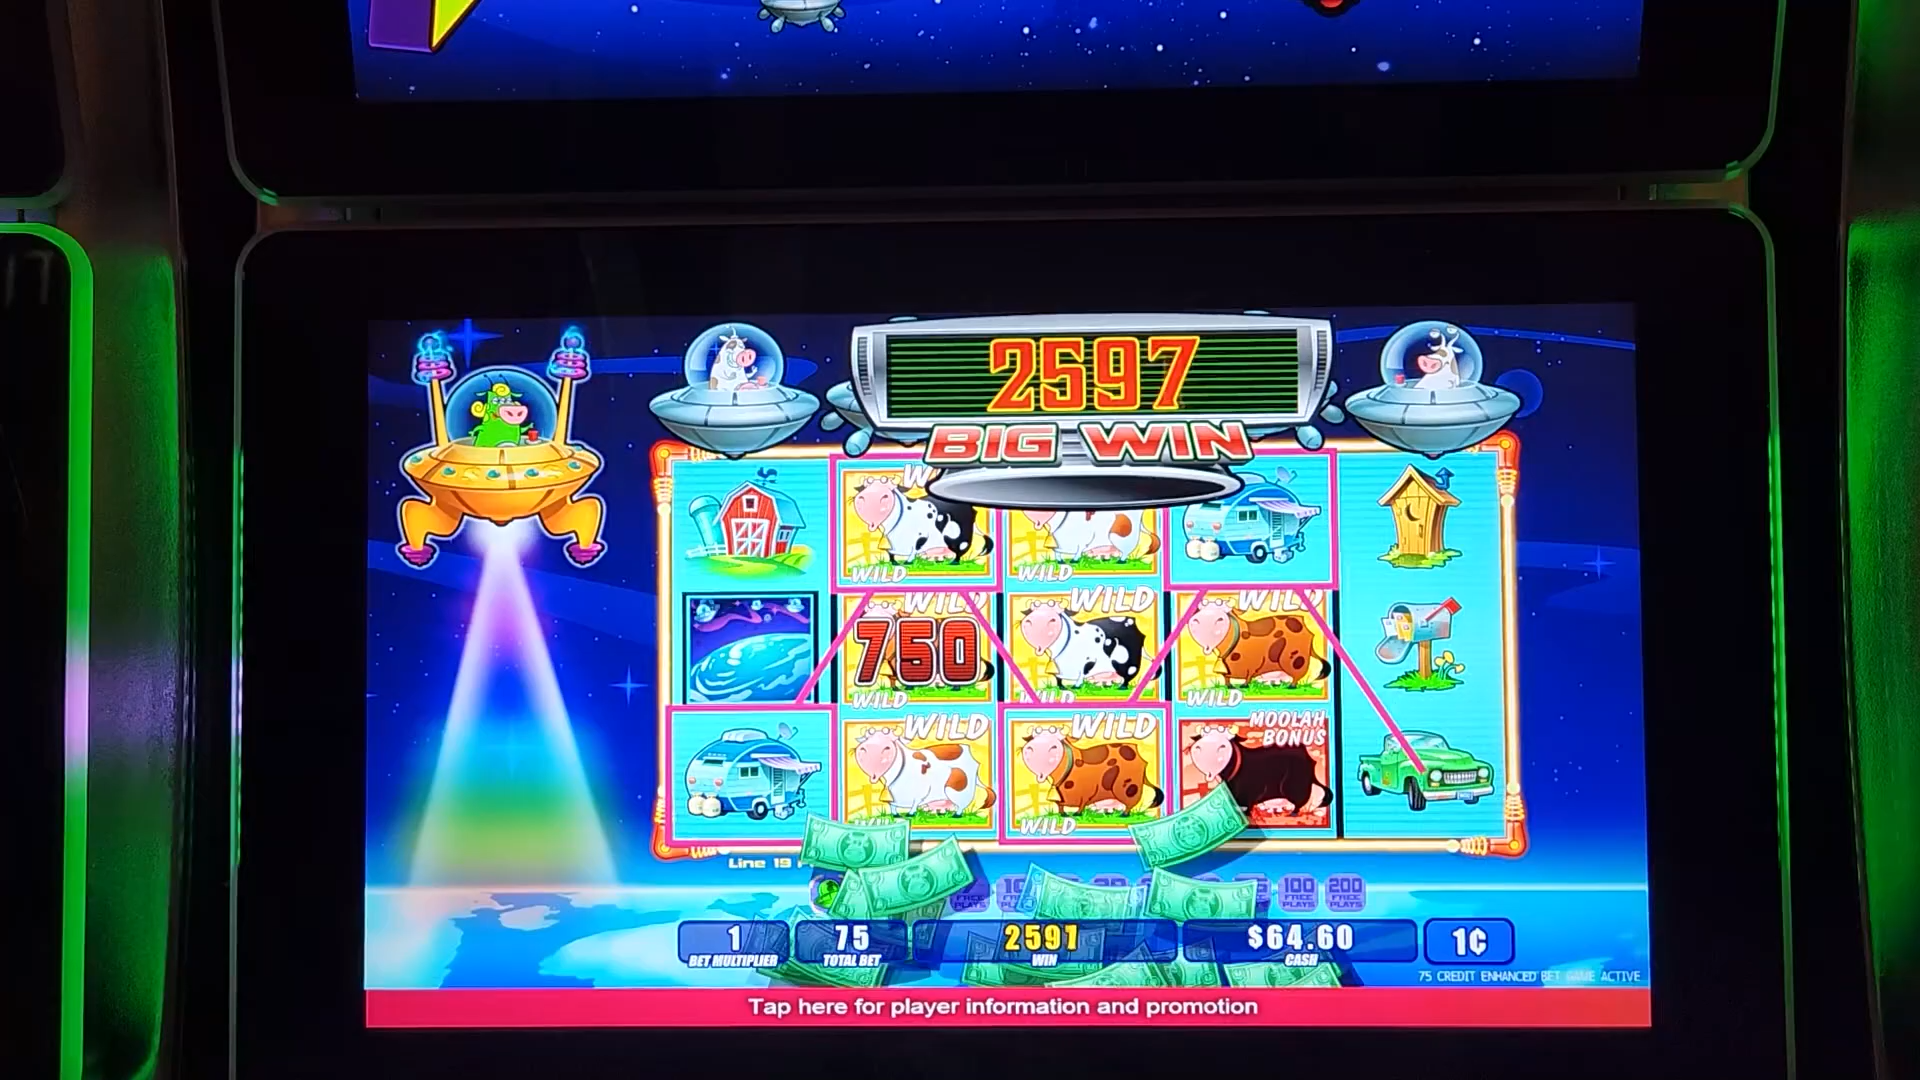 2597
BIG WIN
WILD
WILD
WILD
WILD
WILD
WILD
750
WILD
WILD
WILD
WILD
WILD
MOOLAH
BONUS
WILD
Line 19
100 FREE PLAYS
200 FREE PLAYS
1
BET MULTIPLIER
75
TOTAL BET
2597
WIN
$64.60
CASH
1¢
75 CREDIT ENHANCED BET GAME ACTIVE
Tap here for player information and promotion